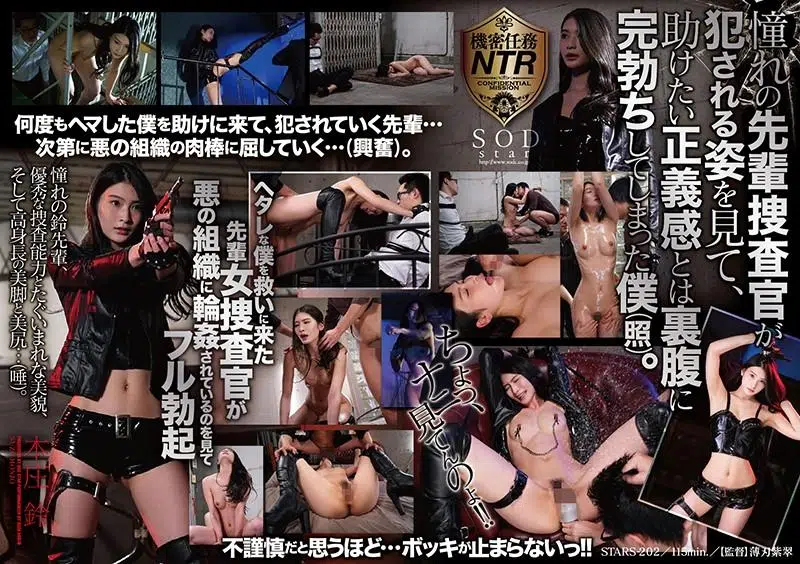 憧れの先輩捜査官が
犯される姿を見て、
助けたい正義感とは裏腹に
完勃ちしてしまった僕(照)。
機密任務
NTR
CONFIDENTIAL
MISSION
SOD
star
何度もヘマした僕を助けに来て、犯されていく先輩…
次第に悪の組織の肉棒に屈していく…(興奮)。
ヘタレな僕を救いに来た
先輩女捜査官が
悪の組織に輪姦されているのを見て
フル勃起
憧れの鈴先輩、
優秀な捜査能力とたぐいまれな美貌、
そして高身長の美脚と美尻…(唾)。
本庄 鈴
SUZU HONJO
ちょっ、
ナニ見てんのよ!!
不謹慎だと思うほど…ボッキが止まらないっ!!
STARS-202/115min./【監督】薄刃紫翠